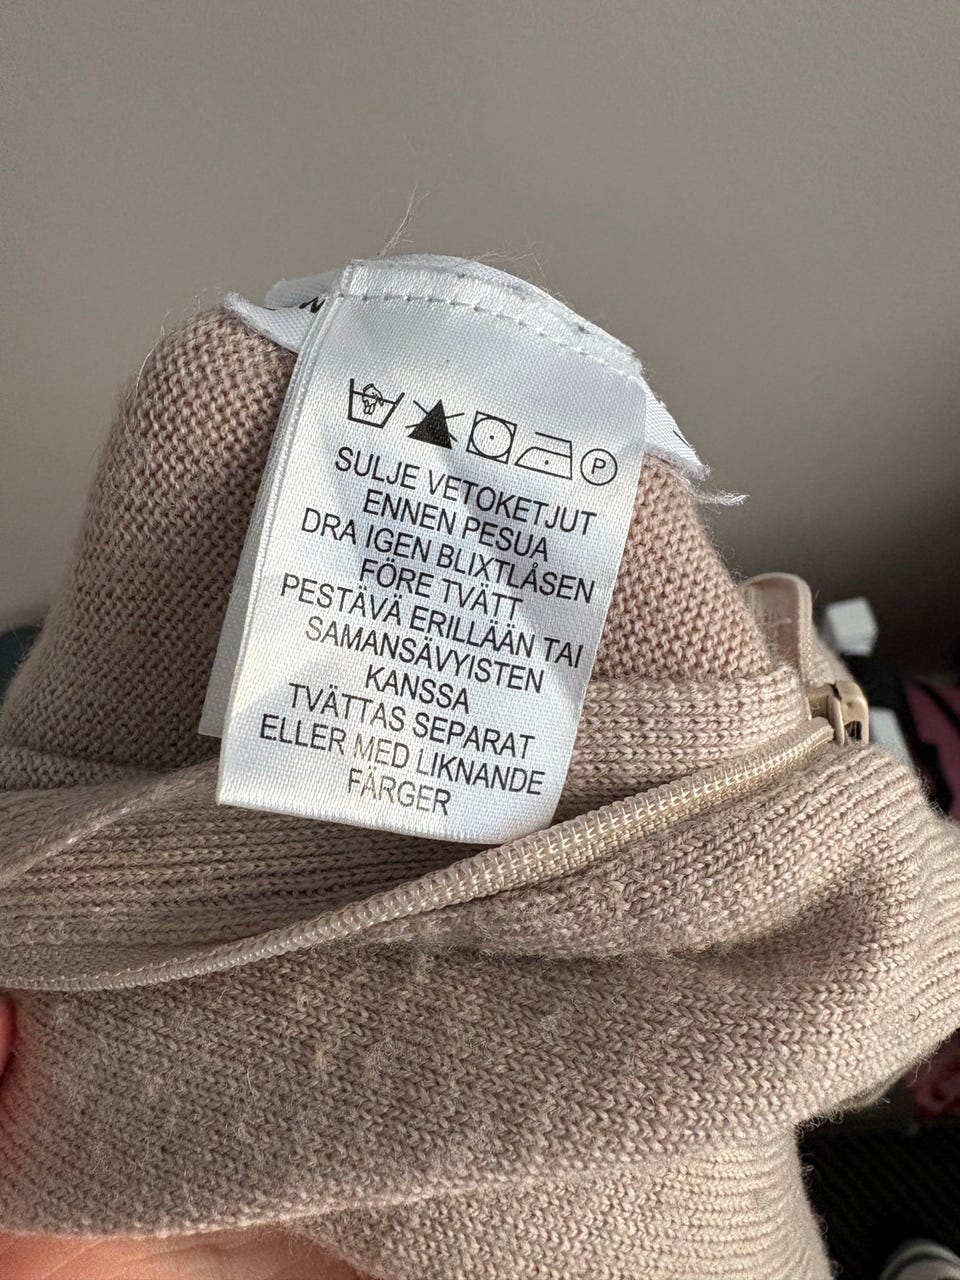 P
SULJE VETOKETJUT
ENNEN PESUA
DRA IGEN BLIXTLÅSEN
FÖRE TVÄTT
PESTÄVÄ ERILLÄÄN TAI
SAMANSÄVYISTEN
KANSSA
TVÄTTAS SEPARAT
ELLER MED LIKNANDE
FÄRGER